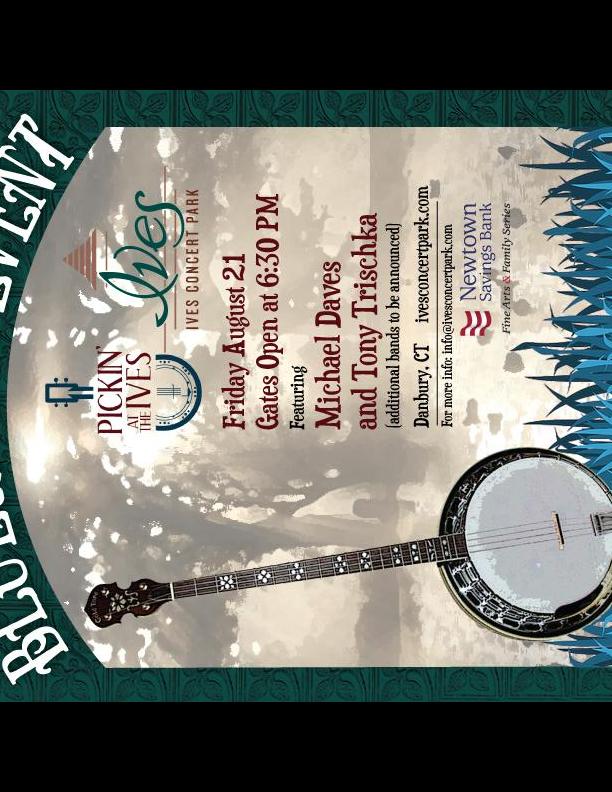 EVENT
PICKIN'
AT THE IVES
Ives
IVES CONCERT PARK
Friday August 21
Gates Open at 6:30 PM
Featuring
Michael Daves
and Tony Trischka
(additional bands to be announced)
Danbury, CT ivesconcertpark.com
For more info: info@ivesconcertpark.com
Newtown
Savings Bank
Fine Arts & Family Series